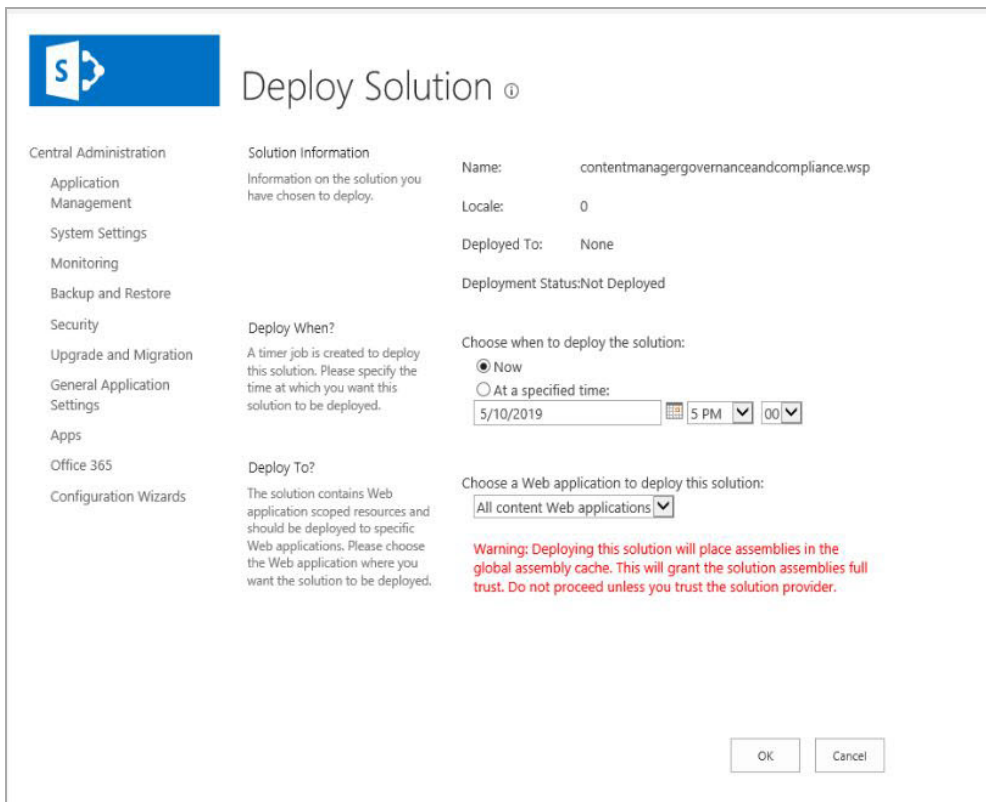 S
Deploy Solution
Central Administration
Application
Management
System Settings
Monitoring
Backup and Restore
Security
Upgrade and Migration
General Application
Settings
Apps
Office 365
Configuration Wizards
Solution Information
Information on the solution you
have chosen to deploy.
Name: contentmanagergovernanceandcompliance.wsp
Locale: 0
Deployed To: None
Deployment Status:Not Deployed
Deploy When?
A timer job is created to deploy
this solution. Please specify the
time at which you want this
solution to be deployed.
Choose when to deploy the solution:
Now
At a specified time:
5/10/2019 5 PM 00
Deploy To?
The solution contains Web
application scoped resources and
should be deployed to specific
Web applications. Please choose
the Web application where you
want the solution to be deployed.
Choose a Web application to deploy this solution:
All content Web applications
Warning: Deploying this solution will place assemblies in the
global assembly cache. This will grant the solution assemblies full
trust. Do not proceed unless you trust the solution provider.
OK Cancel